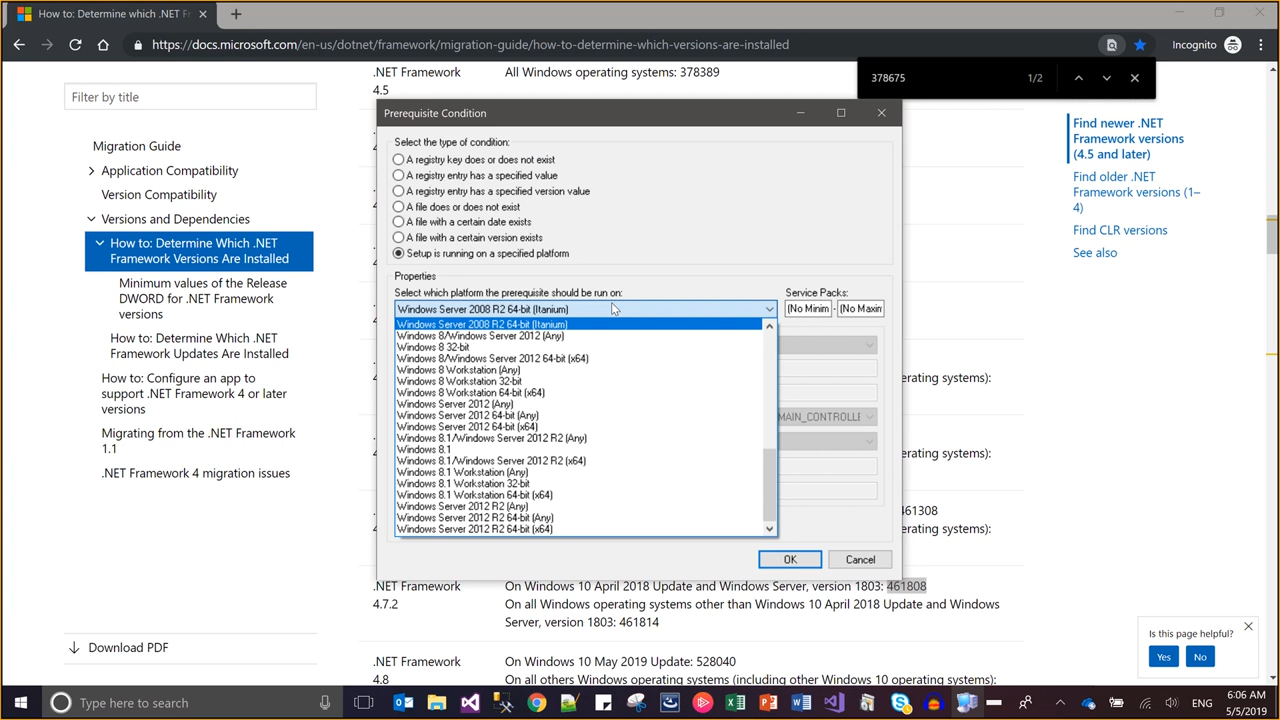 How to: Determine which .NET F
https://docs.microsoft.com/en-us/dotnet/framework/migration-guide/how-to-determine-which-versions-are-installed
Incognito
378675
1/2
Filter by title
Migration Guide
Application Compatibility
Version Compatibility
Versions and Dependencies
How to: Determine Which .NET
Framework Versions Are Installed
Minimum values of the Release
DWORD for .NET Framework
versions
How to: Determine Which .NET
Framework Updates Are Installed
How to: Configure an app to
support .NET Framework 4 or later
versions
Migrating from the .NET Framework
1.1
.NET Framework 4 migration issues
Download PDF
.NET Framework
4.5
All Windows operating systems: 378389
Prerequisite Condition
Select the type of condition:
A registry key does or does not exist
A registry entry has a specified value
A registry entry has a specified version value
A file does or does not exist
A file with a certain date exists
A file with a certain version exists
Setup is running on a specified platform
Properties
Select which platform the prerequisite should be run on:
Service Packs:
Windows Server 2008 R2 64-bit (Itanium)
(No Minim
-
(No Maxin
Windows Server 2008 R2 64-bit (Itanium)
Windows 8/Windows Server 2012 (Any)
Windows 8 32-bit
Windows 8/Windows Server 2012 64-bit (x64)
Windows 8 Workstation (Any)
Windows 8 Workstation 32-bit
Windows 8 Workstation 64-bit (x64)
Windows Server 2012 (Any)
Windows Server 2012 64-bit (Any)
Windows Server 2012 64-bit (x64)
Windows 8.1/Windows Server 2012 R2 (Any)
Windows 8.1
Windows 8.1/Windows Server 2012 R2 (x64)
Windows 8.1 Workstation (Any)
Windows 8.1 Workstation 32-bit
Windows 8.1 Workstation 64-bit (x64)
Windows Server 2012 R2 (Any)
Windows Server 2012 R2 64-bit (Any)
Windows Server 2012 R2 64-bit (x64)
MAIN_CONTROLLE
OK
Cancel
erating systems):
erating systems):
461308
erating systems):
.NET Framework
4.7.2
On Windows 10 April 2018 Update and Windows Server, version 1803: 461808
On all Windows operating systems other than Windows 10 April 2018 Update and Windows
Server, version 1803: 461814
.NET Framework
4.8
On Windows 10 May 2019 Update: 528040
On all others Windows operating systems (including other Windows 10 operating
Find newer .NET
Framework versions
(4.5 and later)
Find older .NET
Framework versions (1–
4)
Find CLR versions
See also
Is this page helpful?
Yes
No
Type here to search
ENG
6:06 AM
5/5/2019